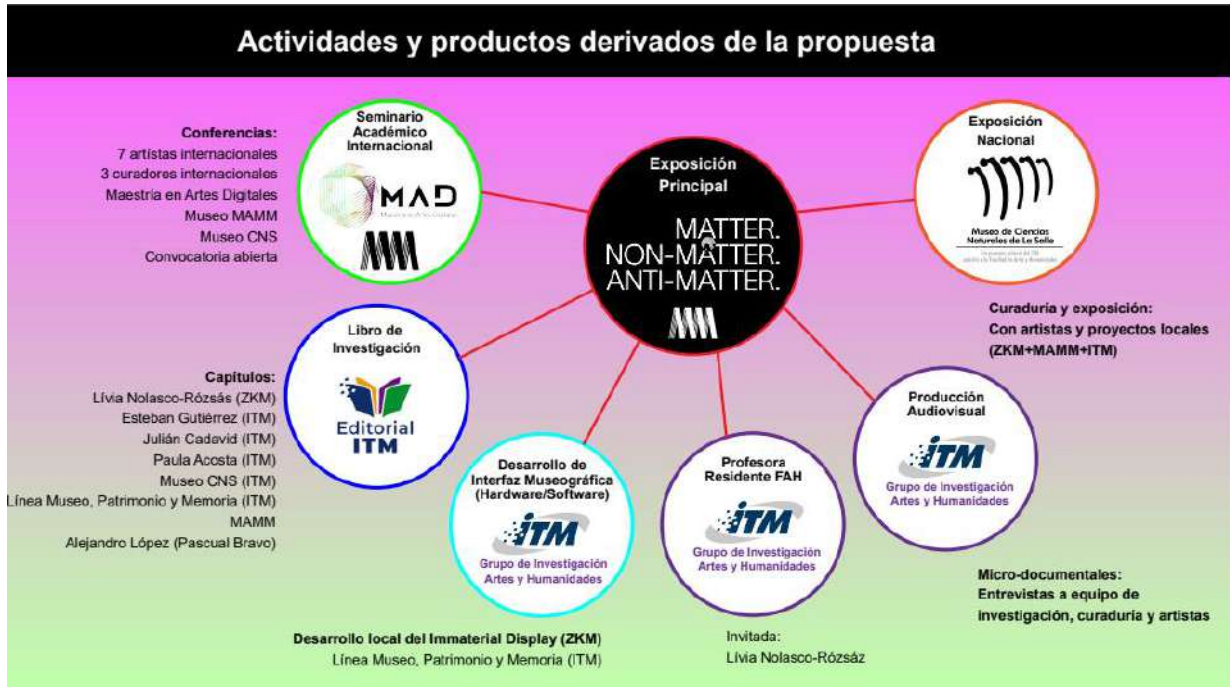 Actividades y productos derivados de la propuesta
Conferencias:
7 artístas internacionales
3 curadores internacionales
Maestría en Artes Digitales
Museo MAMM
Museo CNS
Convocatoria abierta
Seminario
Académico
Internacional
MAD
Exposición
Principal
MATTER.
NON-MATTER.
ANTI-MATTER.
Exposición
Nacional
Museo de Ciencias
Naturales de La Salle
Curaduría y exposición:
Con artistas y proyectos locales
(ZKM+MAMM+ITM)
Libro de
Investigación
Editorial
ITM
Capítulos:
Lívia Nolasco-Rózsás (ZKM)
Esteban Gutiérrez (ITM)
Julián Cadavid (ITM)
Paula Acosta (ITM)
Museo CNS (ITM)
Línea Museo, Patrimonio y Memoria (ITM)
MAMM
Alejandro López (Pascual Bravo)
Desarrollo de
Interfaz Museográfica
(Hardware/Software)
iTM
Grupo de Investigación
Artes y Humanidades
Desarrollo local del Immaterial Display (ZKM)
Línea Museo, Patrimonio y Memoria (ITM)
Profesora
Residente FAH
iTM
Grupo de Investigación
Artes y Humanidades
Invitada:
Lívia Nolasco-Rózsáz
Producción
Audiovisual
iTM
Grupo de Investigación
Artes y Humanidades
Micro-documentales:
Entrevistas a equipo de
investigación, curaduría y artistas